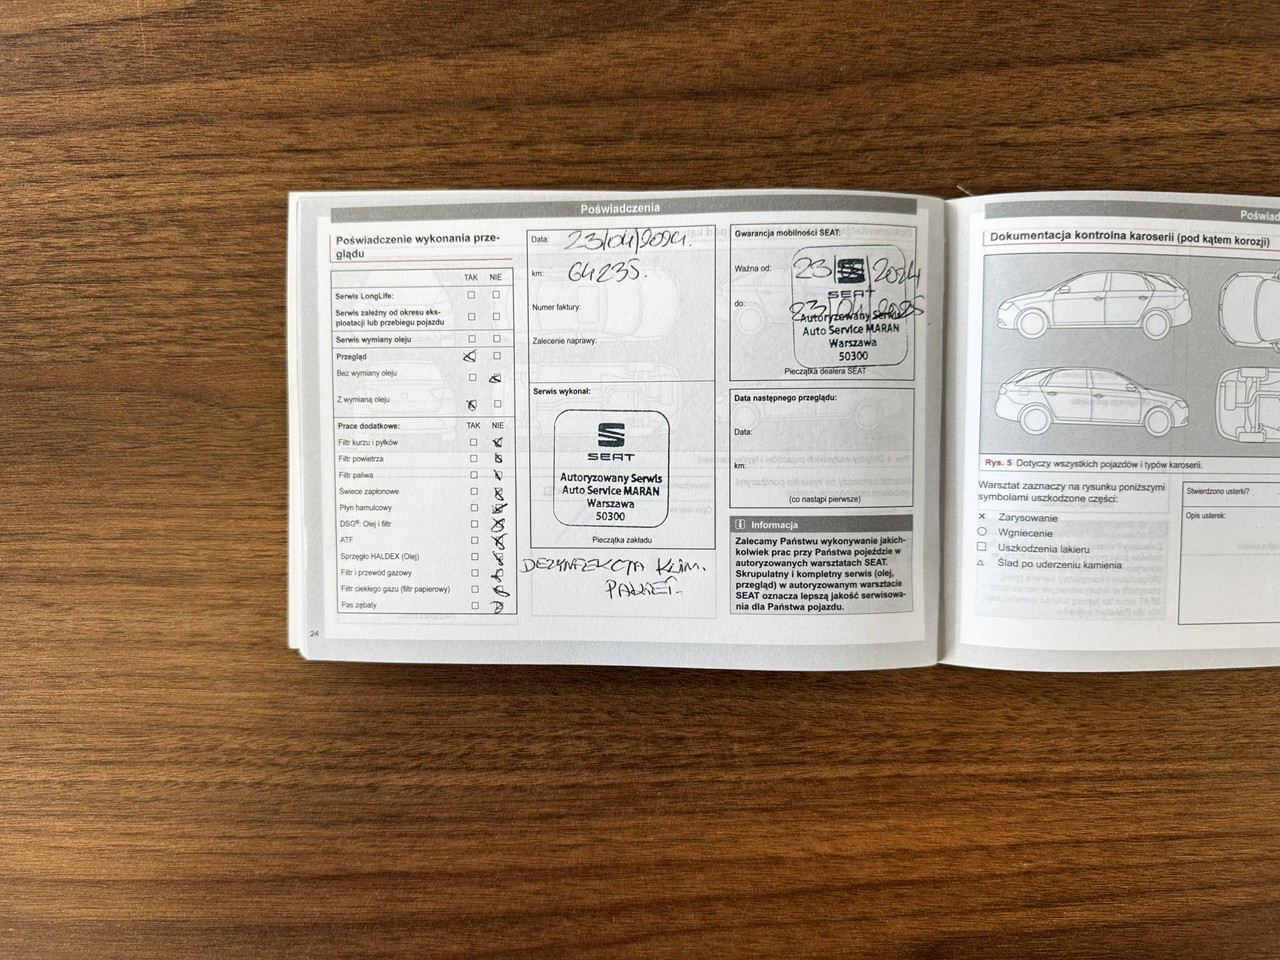 Poświadczenia
Poświadczenie wykonania prze-
glądu
TAK NIE
Serwis LongLife:
Serwis zależny od okresu eks-
ploatacji lub przebiegu pojazdu
Serwis wymiany oleju
Przegląd
Bez wymiany oleju
Z wymianą oleju
Prace dodatkowe: TAK NIE
Filtr kurzu i pyłków
Filtr powietrza
Filtr paliwa
Świece zapłonowe
Płyn hamulcowy
DSG®: Olej i filtr
ATF
Sprzęgło HALDEX (Olej)
Filtr i przewód gazowy
Filtr ciekłego gazu (filtr papierowy)
Pas zębaty
24
Data: 23/04/2024.
km: 64235.
Numer faktury:
Zalecenie naprawy:
Serwis wykonał:
SEAT
Autoryzowany Serwis
Auto Service MARAN
Warszawa
50300
Pieczątka zakładu
DEZYNFEKCJA KLIM.
PAKIET.
Gwarancja mobilności SEAT:
Ważna od: 23/04/2024
do: 23/04/2025
SEAT
Autoryzowany Serwis
Auto Service MARAN
Warszawa
50300
Pieczątka dealera SEAT
Data następnego przeglądu:
Data:
km:
(co nastąpi pierwsze)
i Informacja
Zalecamy Państwu wykonywanie jakich-
kolwiek prac przy Państwa pojeździe w
autoryzowanych warsztatach SEAT.
Skrupulatny i kompletny serwis (olej,
przegląd) w autoryzowanym warsztacie
SEAT oznacza lepszą jakość serwisowa-
nia dla Państwa pojazdu.
Poświad
Dokumentacja kontrolna karoserii (pod kątem korozji)
Rys. 5 Dotyczy wszystkich pojazdów i typów karoserii.
Warsztat zaznaczy na rysunku poniższymi
symbolami uszkodzone części:
Zarysowanie
Wgniecenie
Uszkodzenia lakieru
Ślad po uderzeniu kamienia
Stwierdzono usterki?
Opis usterek: